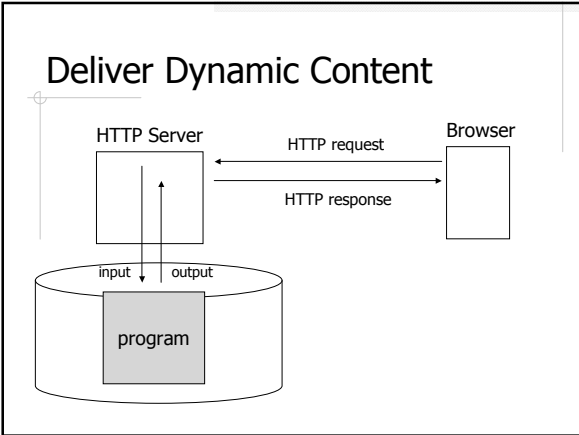 Deliver Dynamic Content
HTTP Server
Browser
HTTP request
HTTP response
input
output
program